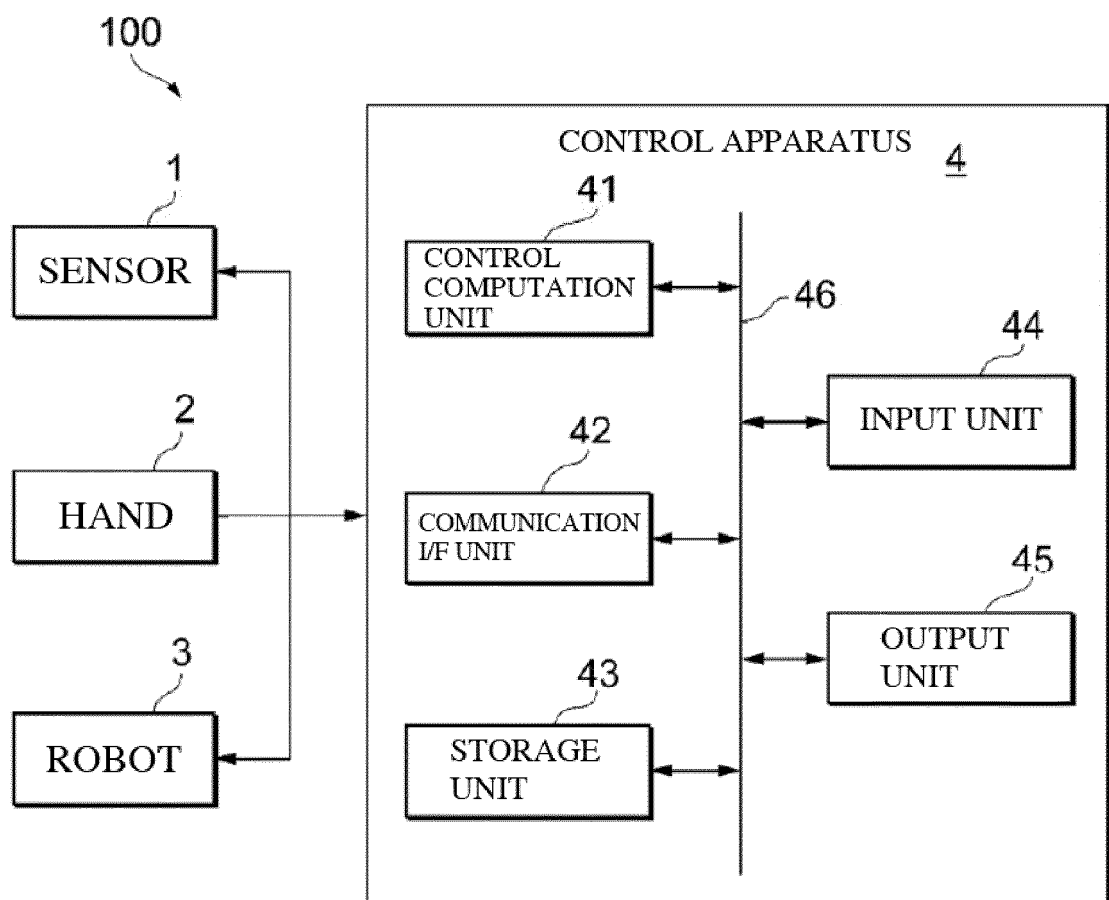 100
CONTROL APPARATUS 4
1
SENSOR
41
CONTROL
COMPUTATION
UNIT
46
44
INPUT UNIT
2
HAND
42
COMMUNICATION
I/F UNIT
45
OUTPUT
UNIT
3
ROBOT
43
STORAGE
UNIT